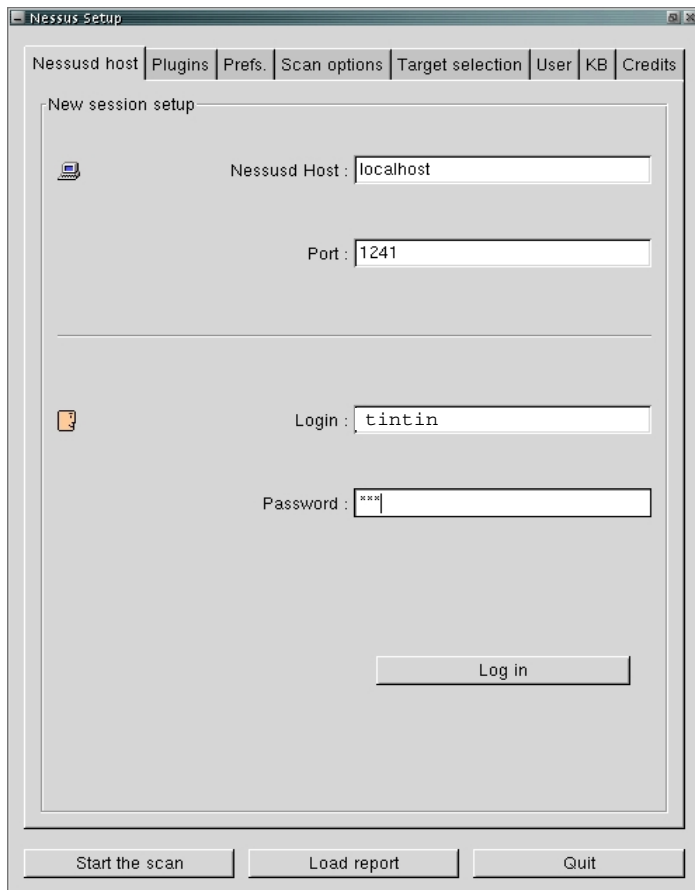 Nessus Setup
Nessusd host Plugins Prefs. Scan options Target selection User KB Credits
New session setup
Nessusd Host : localhost
Port : 1241
Login : tintin
Password : ***
Log in
Start the scan Load report Quit